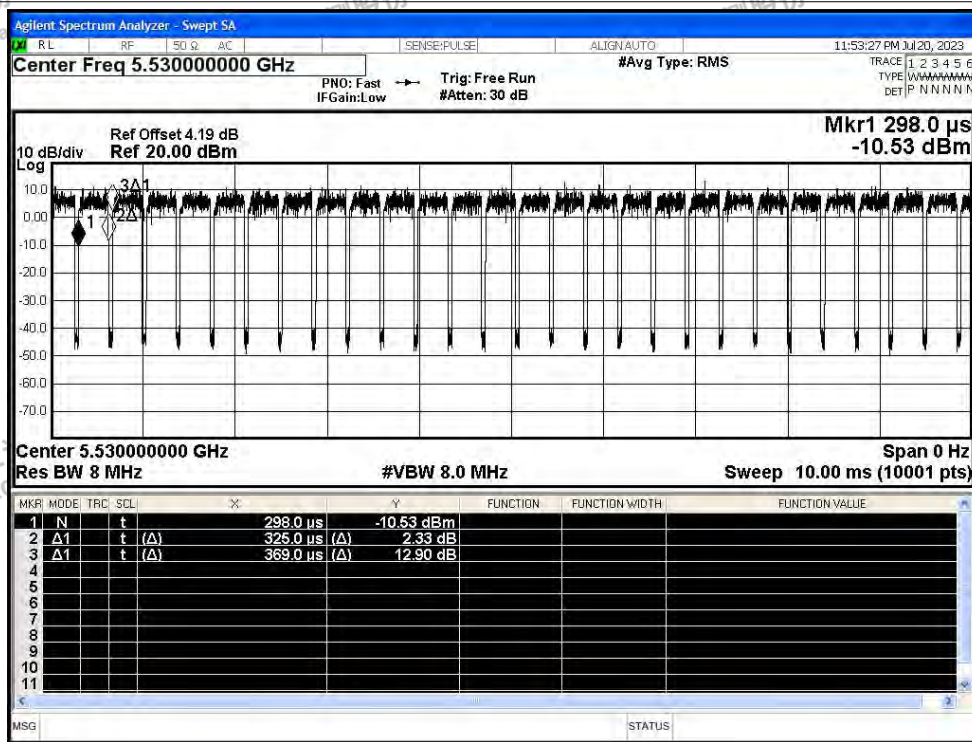 Agilent Spectrum Analyzer - Swept SA
RL RF 50 Ω AC SENSE:PULSE ALIGN AUTO 11:53:27 PM Jul 20, 2023
Center Freq 5.530000000 GHz #Avg Type: RMS TRACE 1 2 3 4 5 6
PNO: Fast Trig: Free Run TYPE
IFGain:Low #Atten: 30 dB DET P N N N N N
Ref Offset 4.19 dB Mkr1 298.0 µs
10 dB/div Ref 20.00 dBm -10.53 dBm
Log
10.0
0.00
-10.0
-20.0
-30.0
-40.0
-50.0
-60.0
-70.0
3Δ1
1
2Δ
Center 5.530000000 GHz Span 0 Hz
Res BW 8 MHz #VBW 8.0 MHz Sweep 10.00 ms (10001 pts)
MKR MODE TRC SCL X Y FUNCTION FUNCTION WIDTH FUNCTION VALUE
1 N t 298.0 µs -10.53 dBm
2 Δ1 t (Δ) 325.0 µs (Δ) 2.33 dB
3 Δ1 t (Δ) 369.0 µs (Δ) 12.90 dB
4
5
6
7
8
9
10
11
MSG STATUS